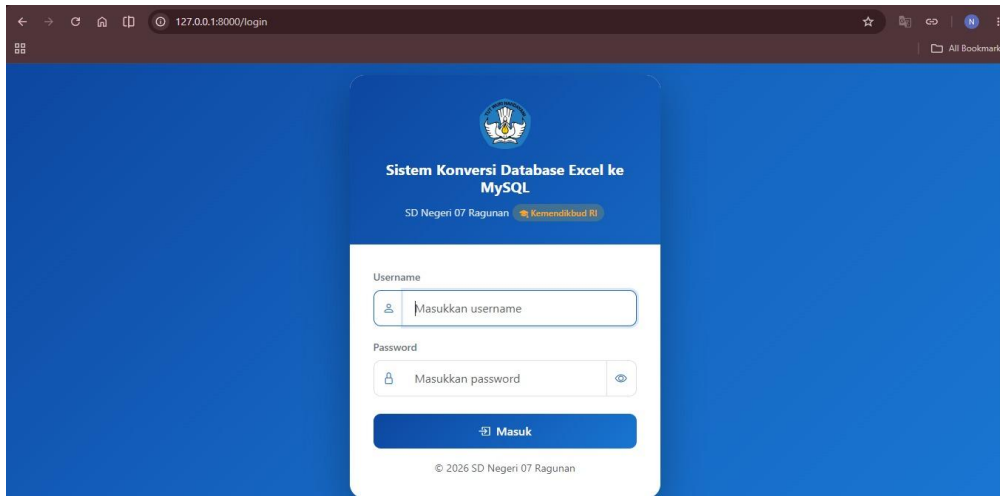 127.0.0.1:8000/login
N
All Bookmark
Sistem Konversi Database Excel ke
MySQL
SD Negeri 07 Ragunan Kemendikbud RI
Username
Masukkan username
Password
Masukkan password
Masuk
© 2026 SD Negeri 07 Ragunan